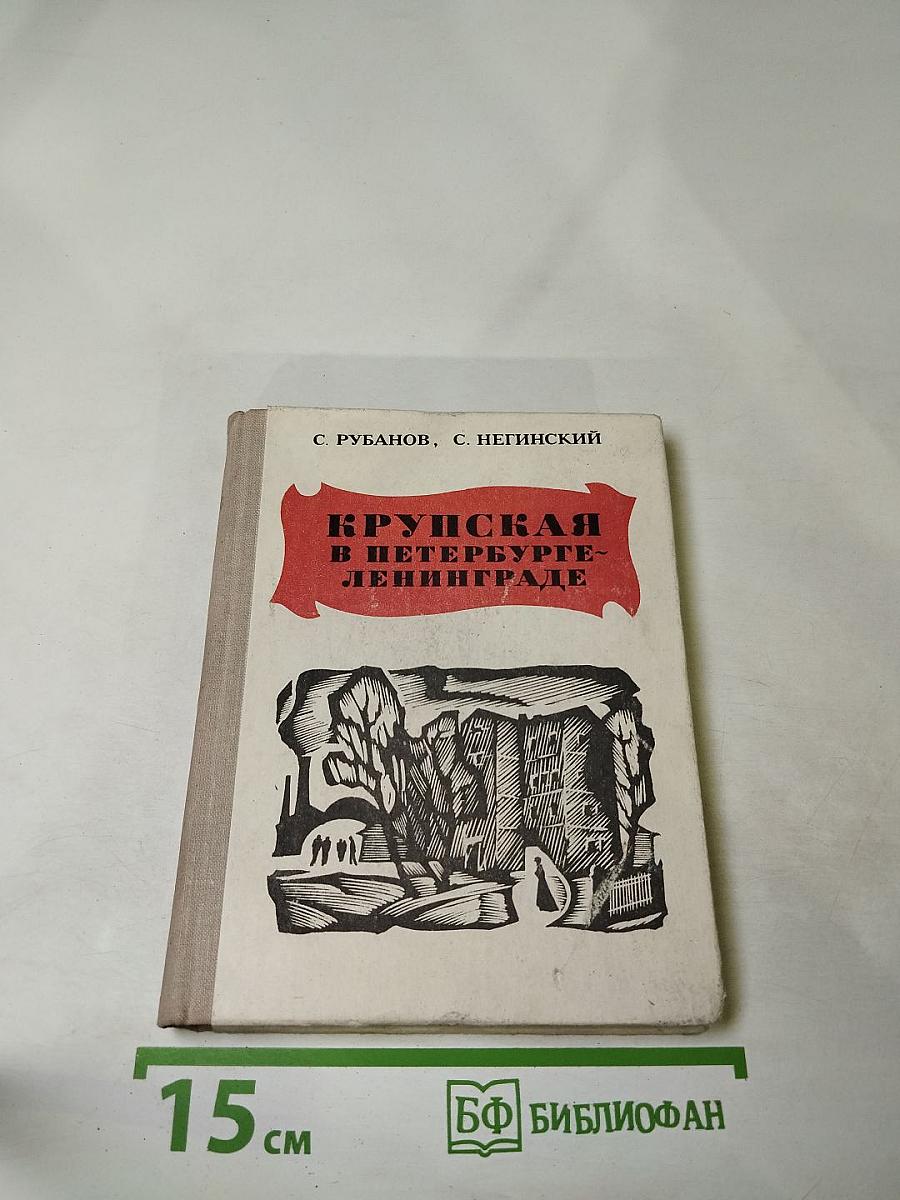 С. РУБАНОВ, С. НЕГИНСКИЙ
КРУПСКАЯ
В ПЕТЕРБУРГЕ~
ЛЕНИНГРАДЕ
15 см
БФ БИБЛИОФАН